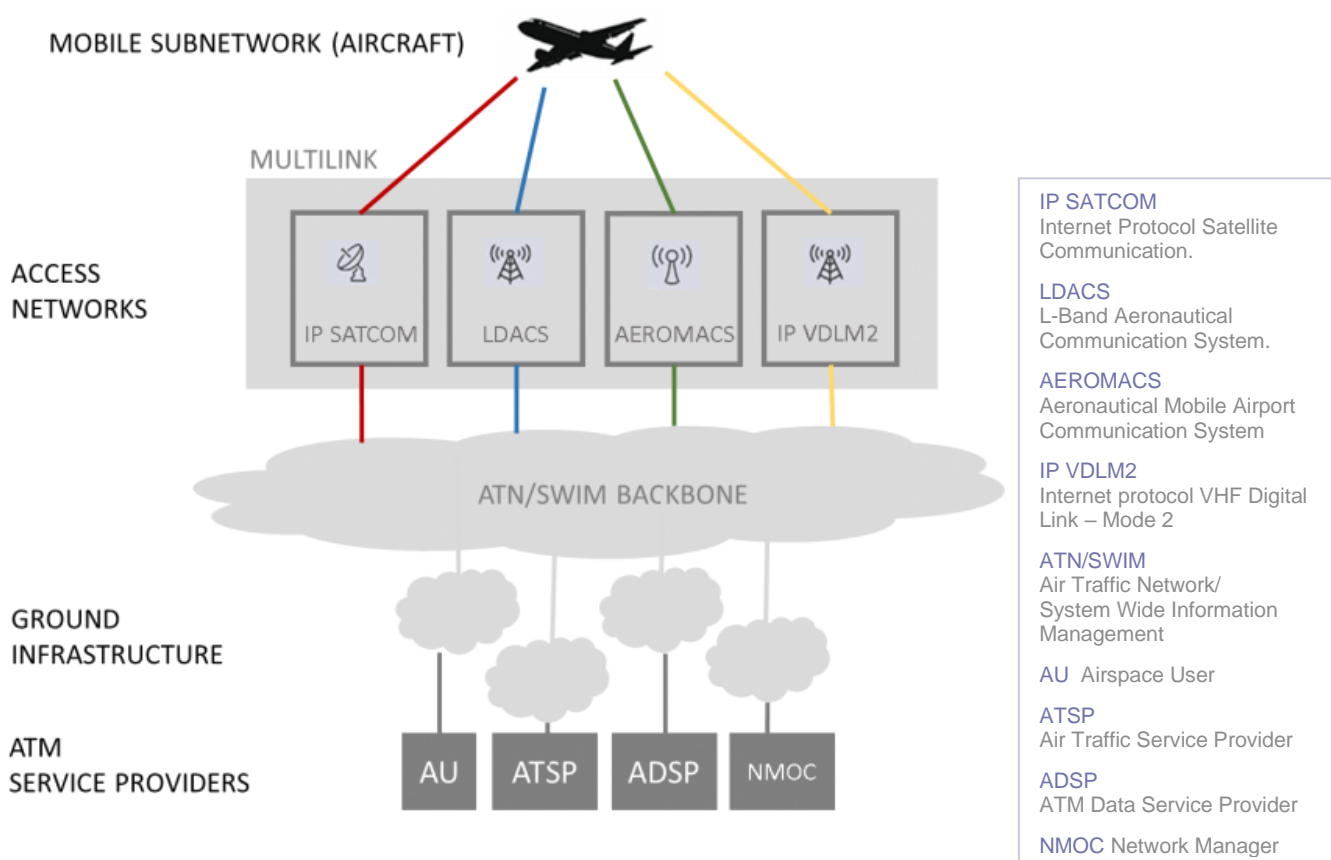 MOBILE SUBNETWORK (AIRCRAFT)
MULTILINK
ACCESS
NETWORKS
IP SATCOM
LDACS
AEROMACS
IP VDLM2
ATN/SWIM BACKBONE
GROUND
INFRASTRUCTURE
ATM
SERVICE PROVIDERS
AU
ATSP
ADSP
NMOC
IP SATCOM
Internet Protocol Satellite
Communication.
LDACS
L-Band Aeronautical
Communication System.
AEROMACS
Aeronautical Mobile Airport
Communication System
IP VDLM2
Internet protocol VHF Digital
Link – Mode 2
ATN/SWIM
Air Traffic Network/
System Wide Information
Management
AU Airspace User
ATSP
Air Traffic Service Provider
ADSP
ATM Data Service Provider
NMOC Network Manager